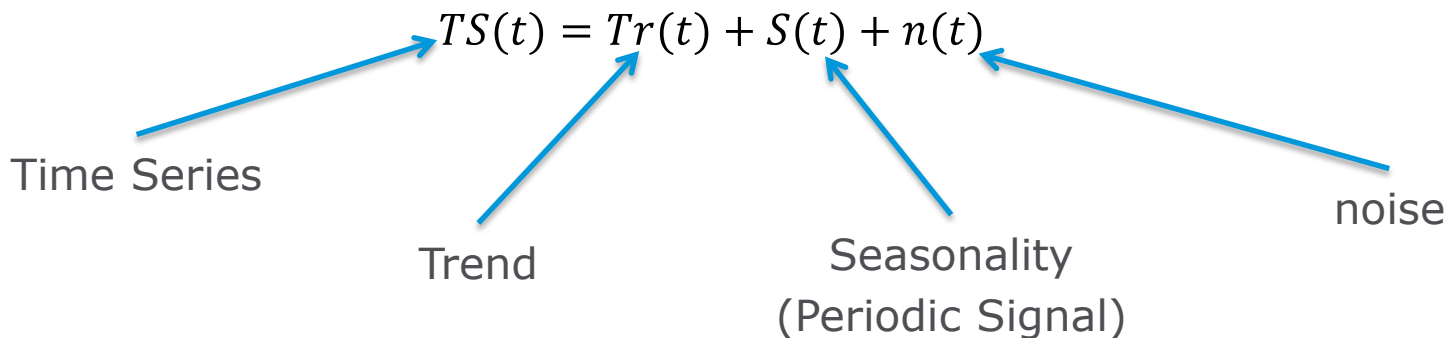 TS(t) = Tr(t) + S(t) + n(t)
Time Series
Trend
Seasonality
(Periodic Signal)
noise